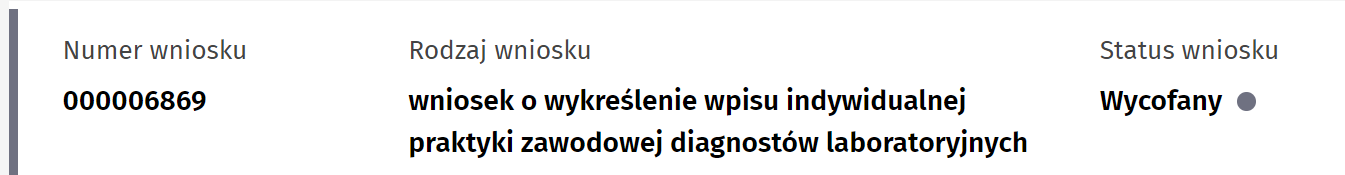 Numer wniosku
Rodzaj wniosku
Status wniosku
000006869
wniosek o wykreślenie wpisu indywidualnej
praktyki zawodowej diagnostów laboratoryjnych
Wycofany